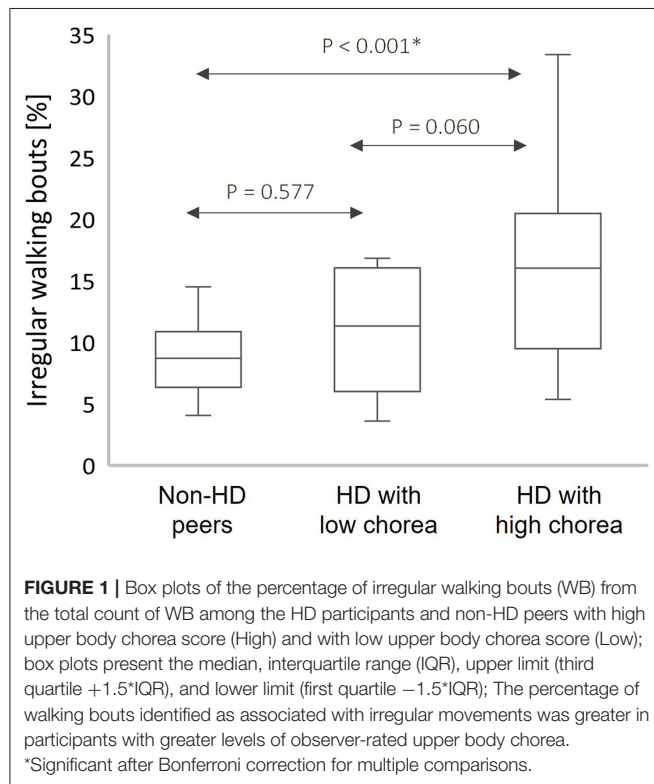 Irregular walking bouts [%]
35
30
25
20
15
10
5
0
P < 0.001*
P = 0.060
P = 0.577
Non-HD
peers
HD with
low chorea
HD with
high chorea
FIGURE 1 | Box plots of the percentage of irregular walking bouts (WB) from
the total count of WB among the HD participants and non-HD peers with high
upper body chorea score (High) and with low upper body chorea score (Low);
box plots present the median, interquartile range (IQR), upper limit (third
quartile +1.5*IQR), and lower limit (first quartile −1.5*IQR); The percentage of
walking bouts identified as associated with irregular movements was greater in
participants with greater levels of observer-rated upper body chorea.
*Significant after Bonferroni correction for multiple comparisons.